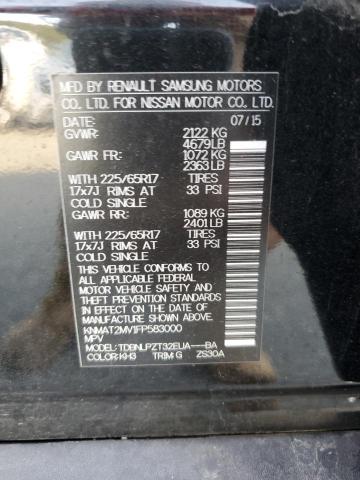 MFD BY RENAULT SAMSUNG MOTORS
CO., LTD. FOR NISSAN MOTOR CO., LTD.
DATE: 07/15
GVWR: 2122 KG
4679LB
GAWR FR: 1072 KG
2363LB
WITH 225/65R17 TIRES
17x7J RIMS AT 33 PSI
COLD SINGLE
GAWR RR: 1089 KG
2401LB
WITH 225/65R17 TIRES
17x7J RIMS AT 33 PSI
COLD SINGLE
THIS VEHICLE CONFORMS TO
ALL APPLICABLE FEDERAL
MOTOR VEHICLE SAFETY
AND THEFT PREVENTION
STANDARDS IN EFFECT ON
THE DATE OF MANUFACTURE
SHOWN ABOVE.
KNMAT2MV1FP583000
MPV
MODEL: TDBNLPZT32EUA---BA
COLOR:KH3 TRIM:G ZS30A